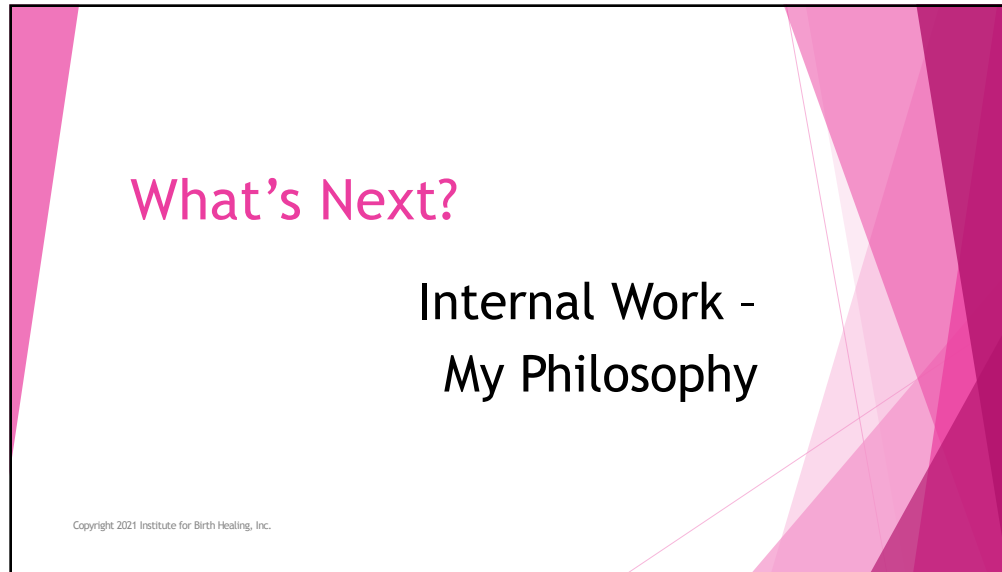 What’s Next?
Internal Work –
My Philosophy
Copyright 2021 Institute for Birth Healing, Inc.